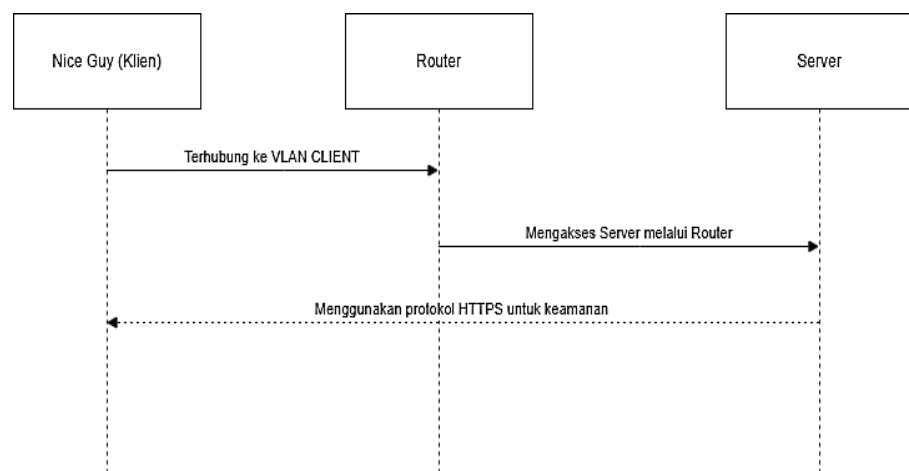 Nice Guy (Klien)
Router
Server
Terhubung ke VLAN CLIENT
Mengakses Server melalui Router
Menggunakan protokol HTTPS untuk keamanan